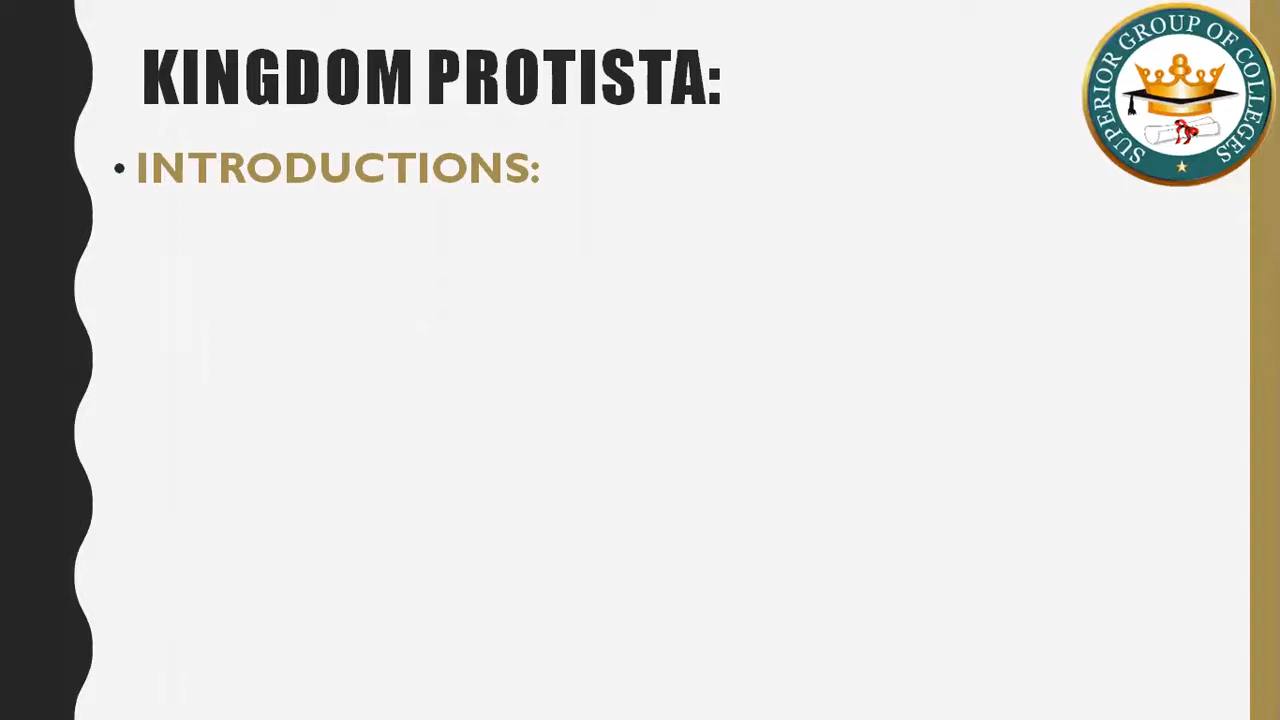 KINGDOM PROTISTA:
• INTRODUCTIONS:
SUPERIOR GROUP OF COLLEGES